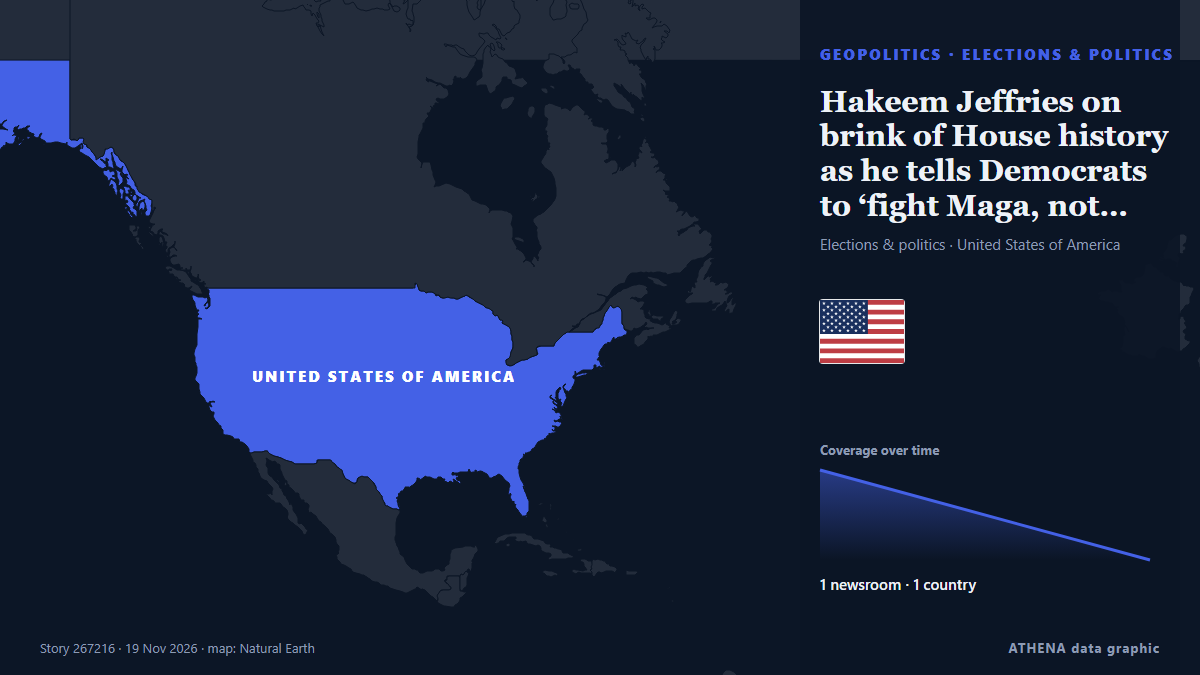 GEOPOLITICS · ELECTIONS & POLITICS
Hakeem Jeffries on
brink of House history
as he tells Democrats
to ‘fight Maga, not…
Elections & politics · United States of America
UNITED STATES OF AMERICA
Coverage over time
1 newsroom · 1 country
Story 267216 · 19 Nov 2026 · map: Natural Earth
ATHENA data graphic